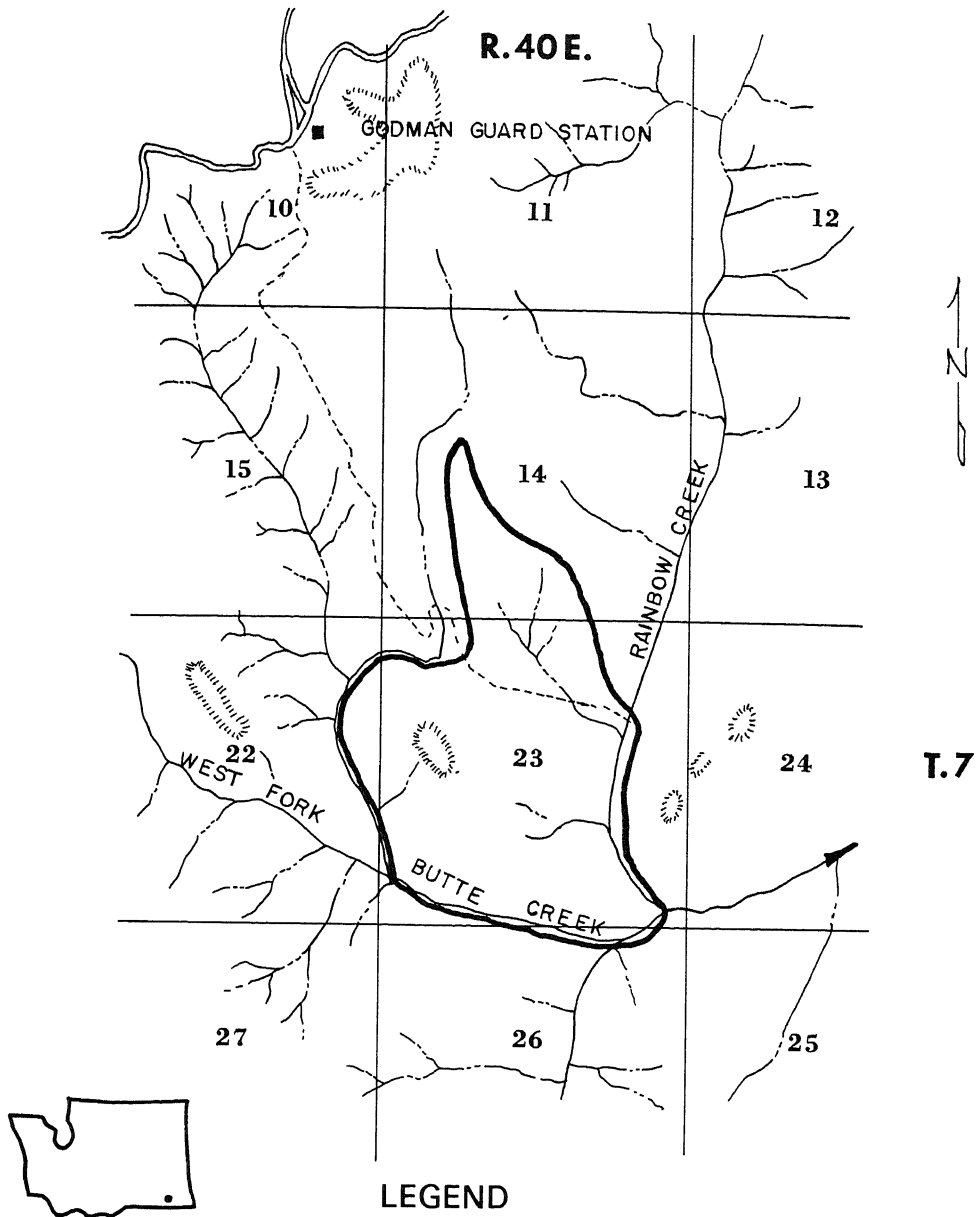 R.40E.
GODMAN GUARD STATION
10
11
12
N
15
14
13
RAINBOW CREEK
22
23
24
T.7
WEST FORK
BUTTE CREEK
27
26
25
LEGEND